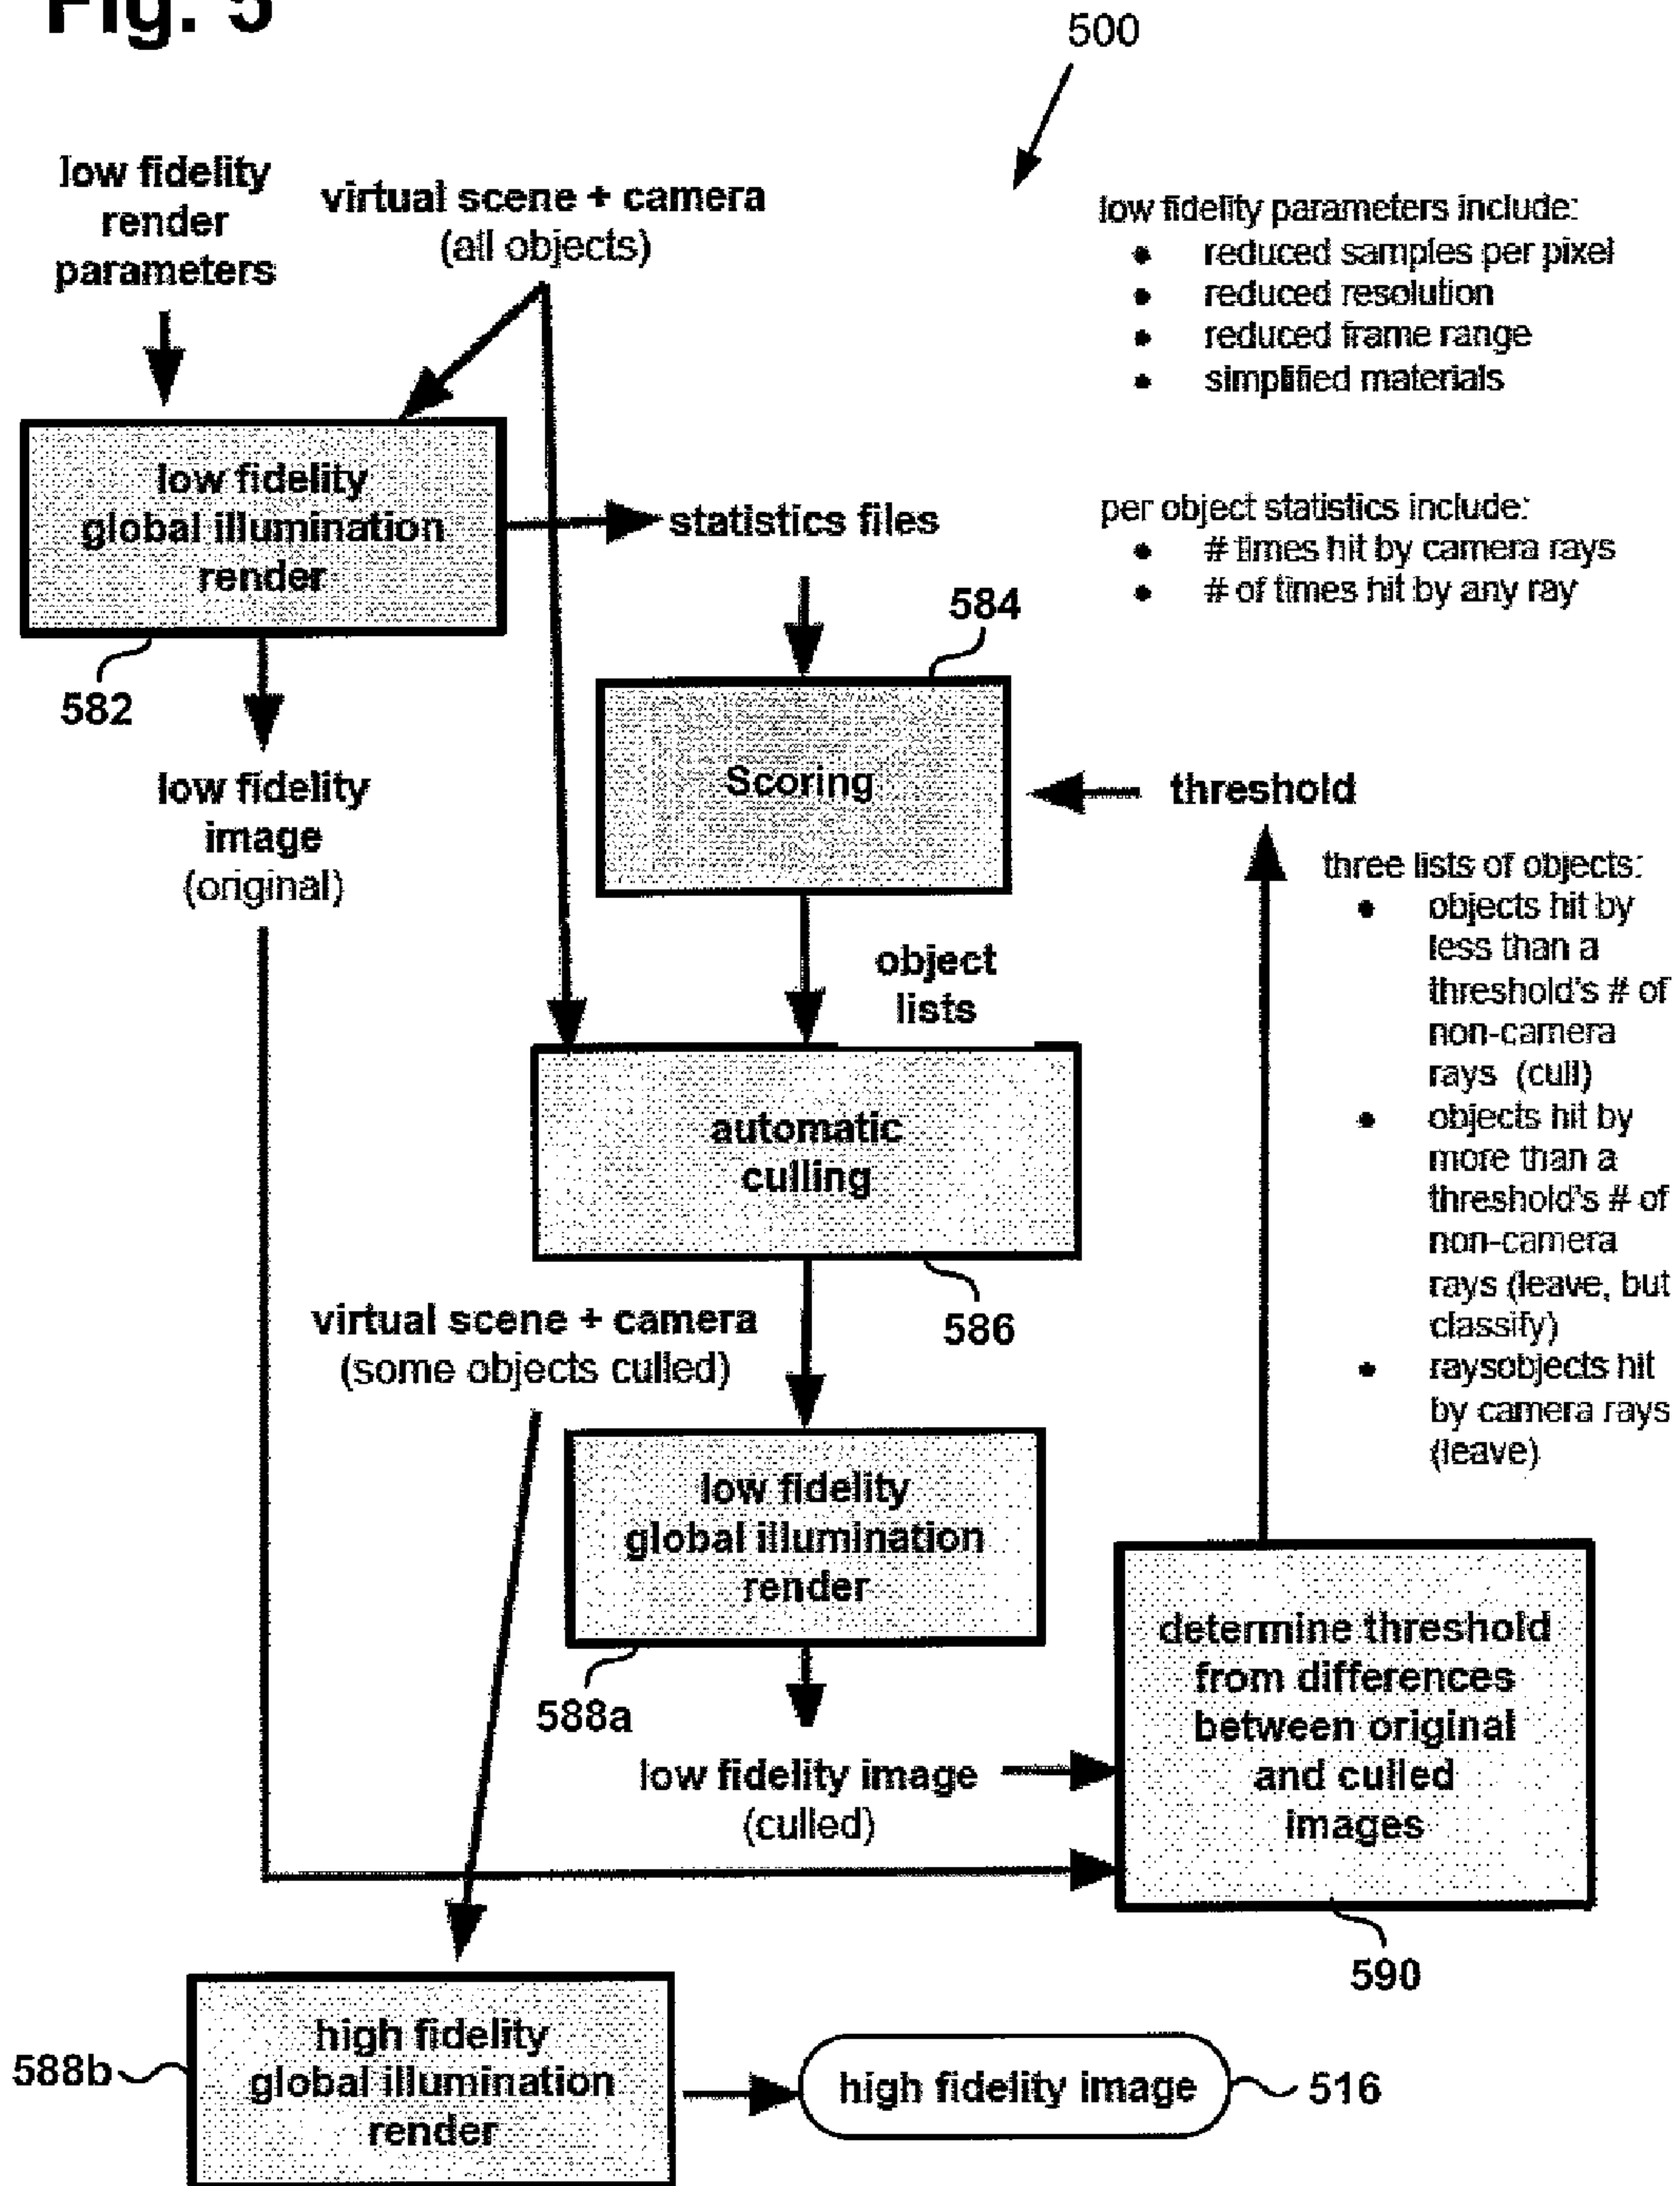 Fig. 5
500
low fidelity
render
parameters
virtual scene + camera
(all objects)
low fidelity parameters include:
• reduced samples per pixel
• reduced resolution
• reduced frame range
• simplified materials
low fidelity
global illumination
render
582
statistics files
per object statistics include:
• # times hit by camera rays
• # of times hit by any ray
584
Scoring
threshold
low fidelity
image
(original)
three lists of objects:
• objects hit by
less than a
threshold's # of
non-camera
rays (cull)
• objects hit by
more than a
threshold's # of
non-camera
rays (leave, but
classify)
• raysobjects hit
by camera rays
(leave)
object
lists
automatic
culling
586
virtual scene + camera
(some objects culled)
low fidelity
global illumination
render
588a
low fidelity image
(culled)
determine threshold
from differences
between original
and culled
images
590
588b
high fidelity
global illumination
render
high fidelity image
516